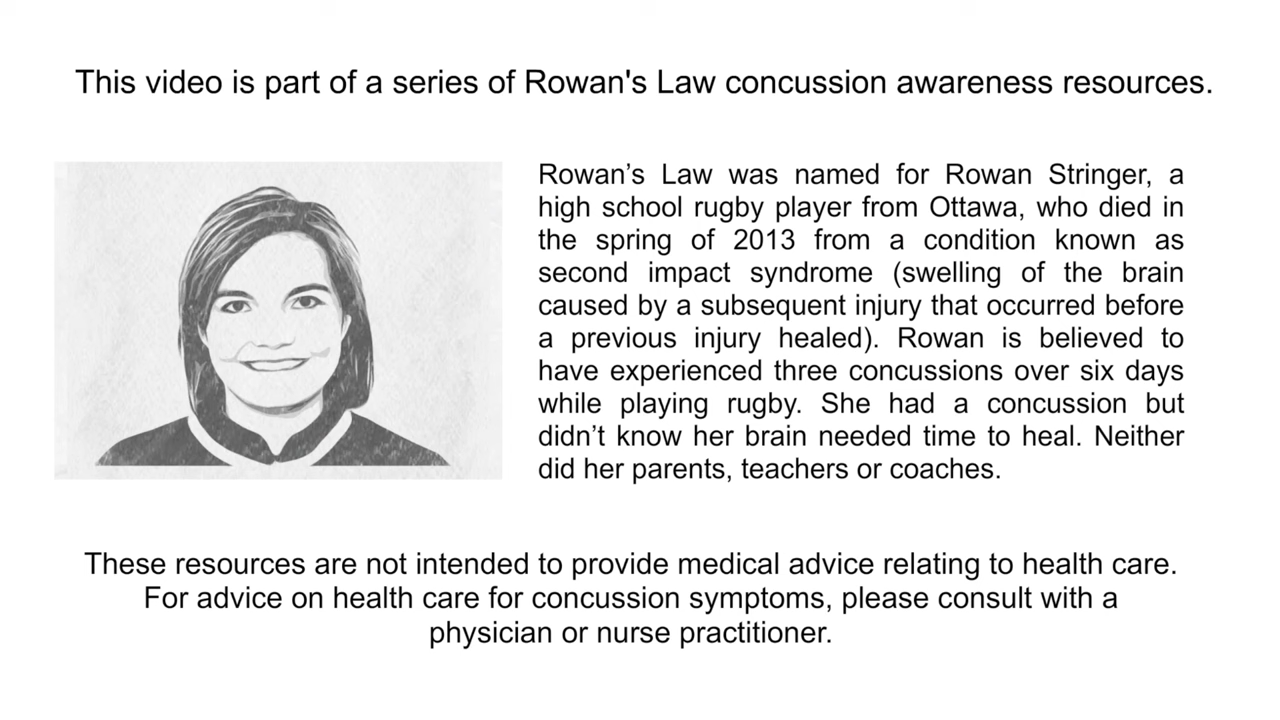 This video is part of a series of Rowan's Law concussion awareness resources.
Rowan’s Law was named for Rowan Stringer, a
high school rugby player from Ottawa, who died in
the spring of 2013 from a condition known as
second impact syndrome (swelling of the brain
caused by a subsequent injury that occurred before
a previous injury healed). Rowan is believed to
have experienced three concussions over six days
while playing rugby. She had a concussion but
didn’t know her brain needed time to heal. Neither
did her parents, teachers or coaches.
These resources are not intended to provide medical advice relating to health care.
For advice on health care for concussion symptoms, please consult with a
physician or nurse practitioner.